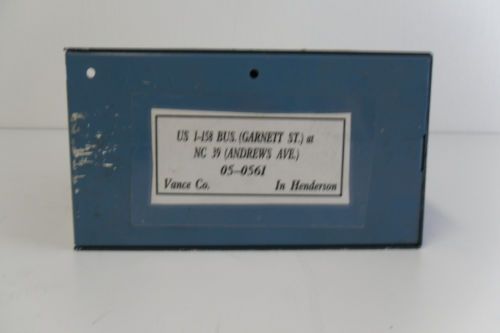 US 1-158 BUS. (GARNETT ST.) at
NC 39 (ANDREWS AVE.)
05-0561
Vance Co. In Henderson